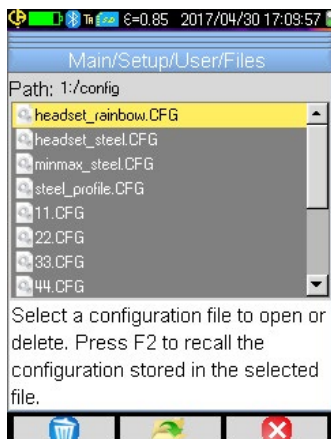 ε=0.85 2017/04/30 17:09:57
Main/Setup/User/Files
Path: 1:/config
headset_rainbow.CFG
headset_steel.CFG
minmax_steel.CFG
steel_profile.CFG
11.CFG
22.CFG
33.CFG
44.CFG
Select a configuration file to open or
delete. Press F2 to recall the
configuration stored in the selected
file.